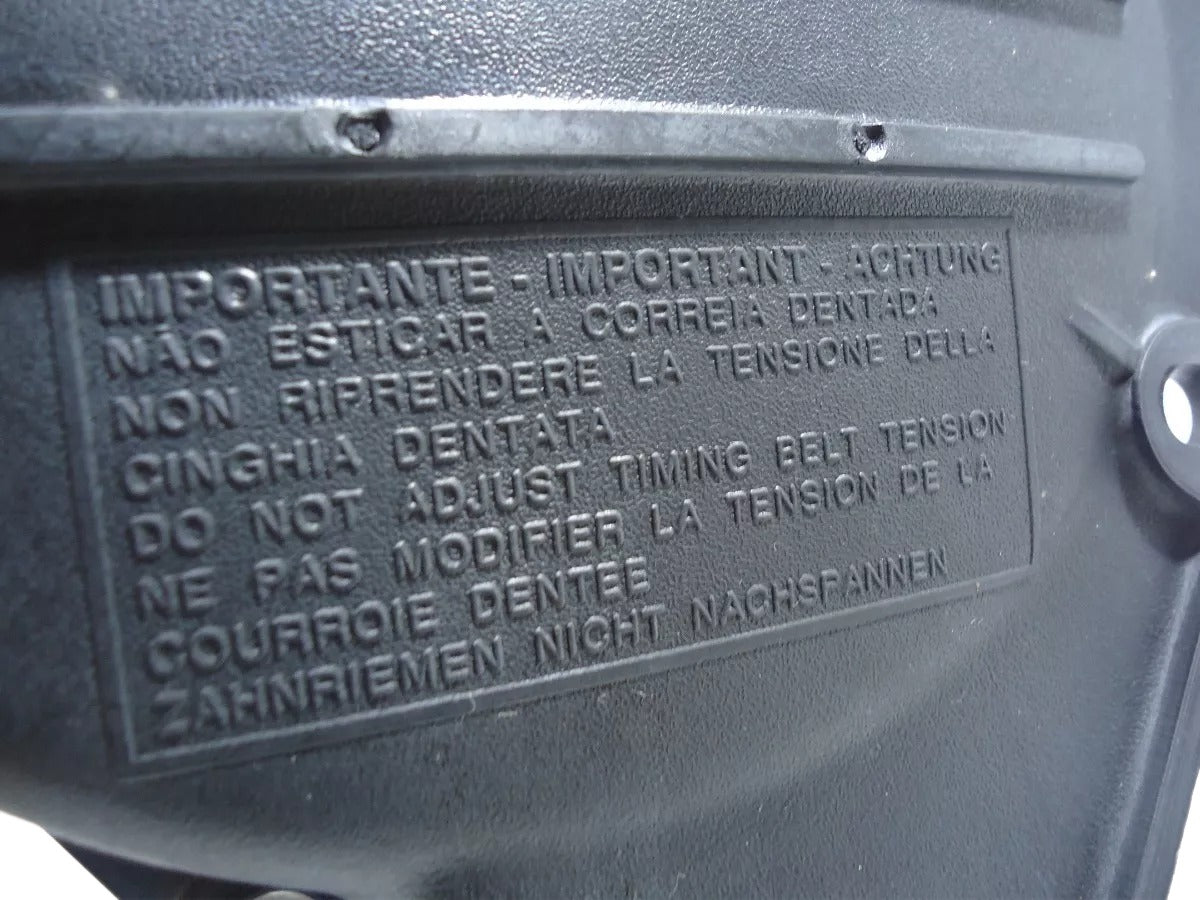 IMPORTANTE - IMPORTANT - ACHTUNG
NÃO ESTICAR A CORREIA DENTADA
NON RIPRENDERE LA TENSIONE DELLA
CINGHIA DENTATA
DO NOT ADJUST TIMING BELT TENSION
NE PAS MODIFIER LA TENSION DE LA
COURROIE DENTEE
ZAHNRIEMEN NICHT NACHSPANNEN